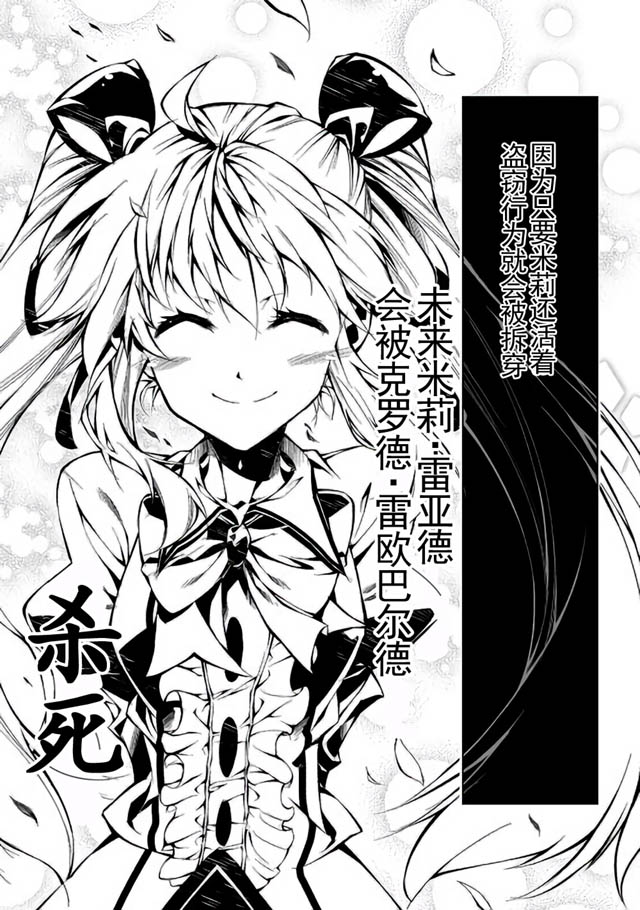 因为只要米莉还活着
盗窃行为就会被拆穿
未来米莉·雷亚德
会被克罗德·雷欧巴尔德
杀死